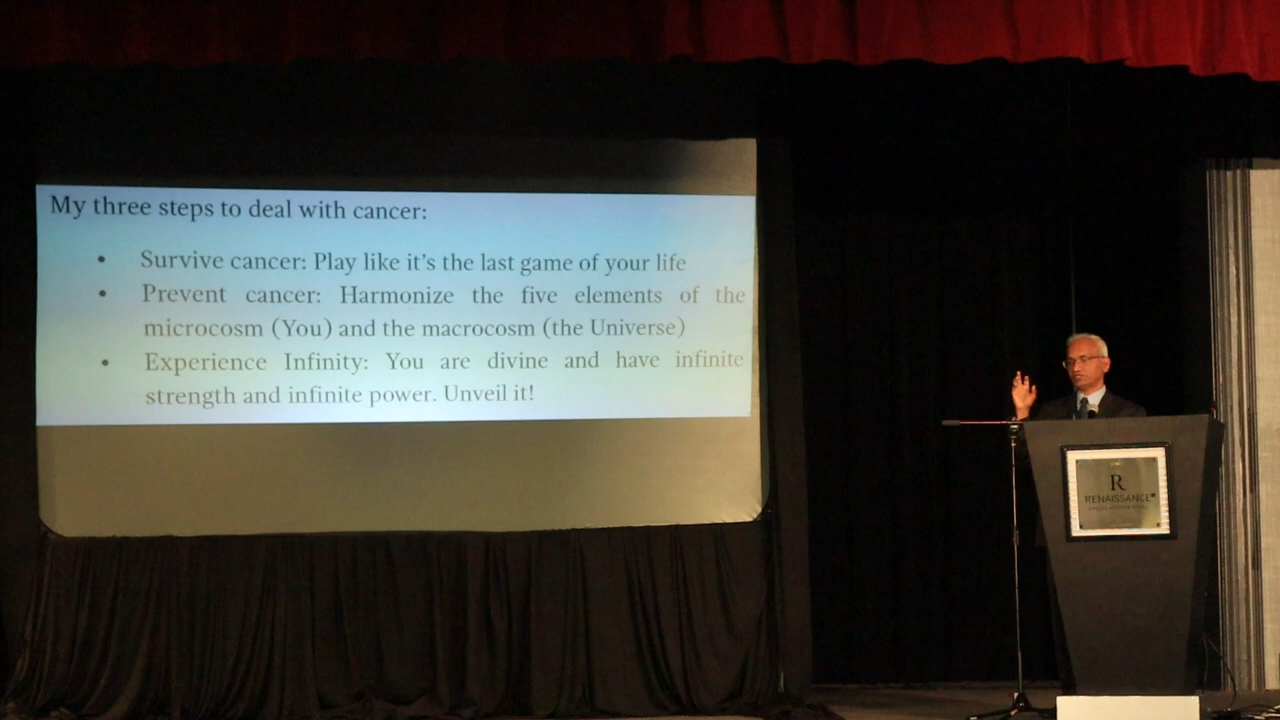 My three steps to deal with cancer:
• Survive cancer: Play like it's the last game of your life
• Prevent cancer: Harmonize the five elements of the
microcosm (You) and the macrocosm (the Universe)
• Experience Infinity: You are divine and have infinite
strength and infinite power. Unveil it!
R
RENAISSANCE